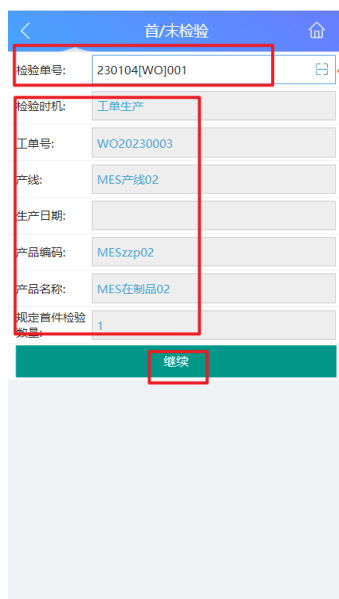 首/末检验
检验单号: 230104[WO]001
检验时机: 工单生产
工单号: WO20230003
产线: MES产线02
生产日期:
产品编码: MESzzp02
产品名称: MES在制品02
规定首件检验
数量: 1
继续